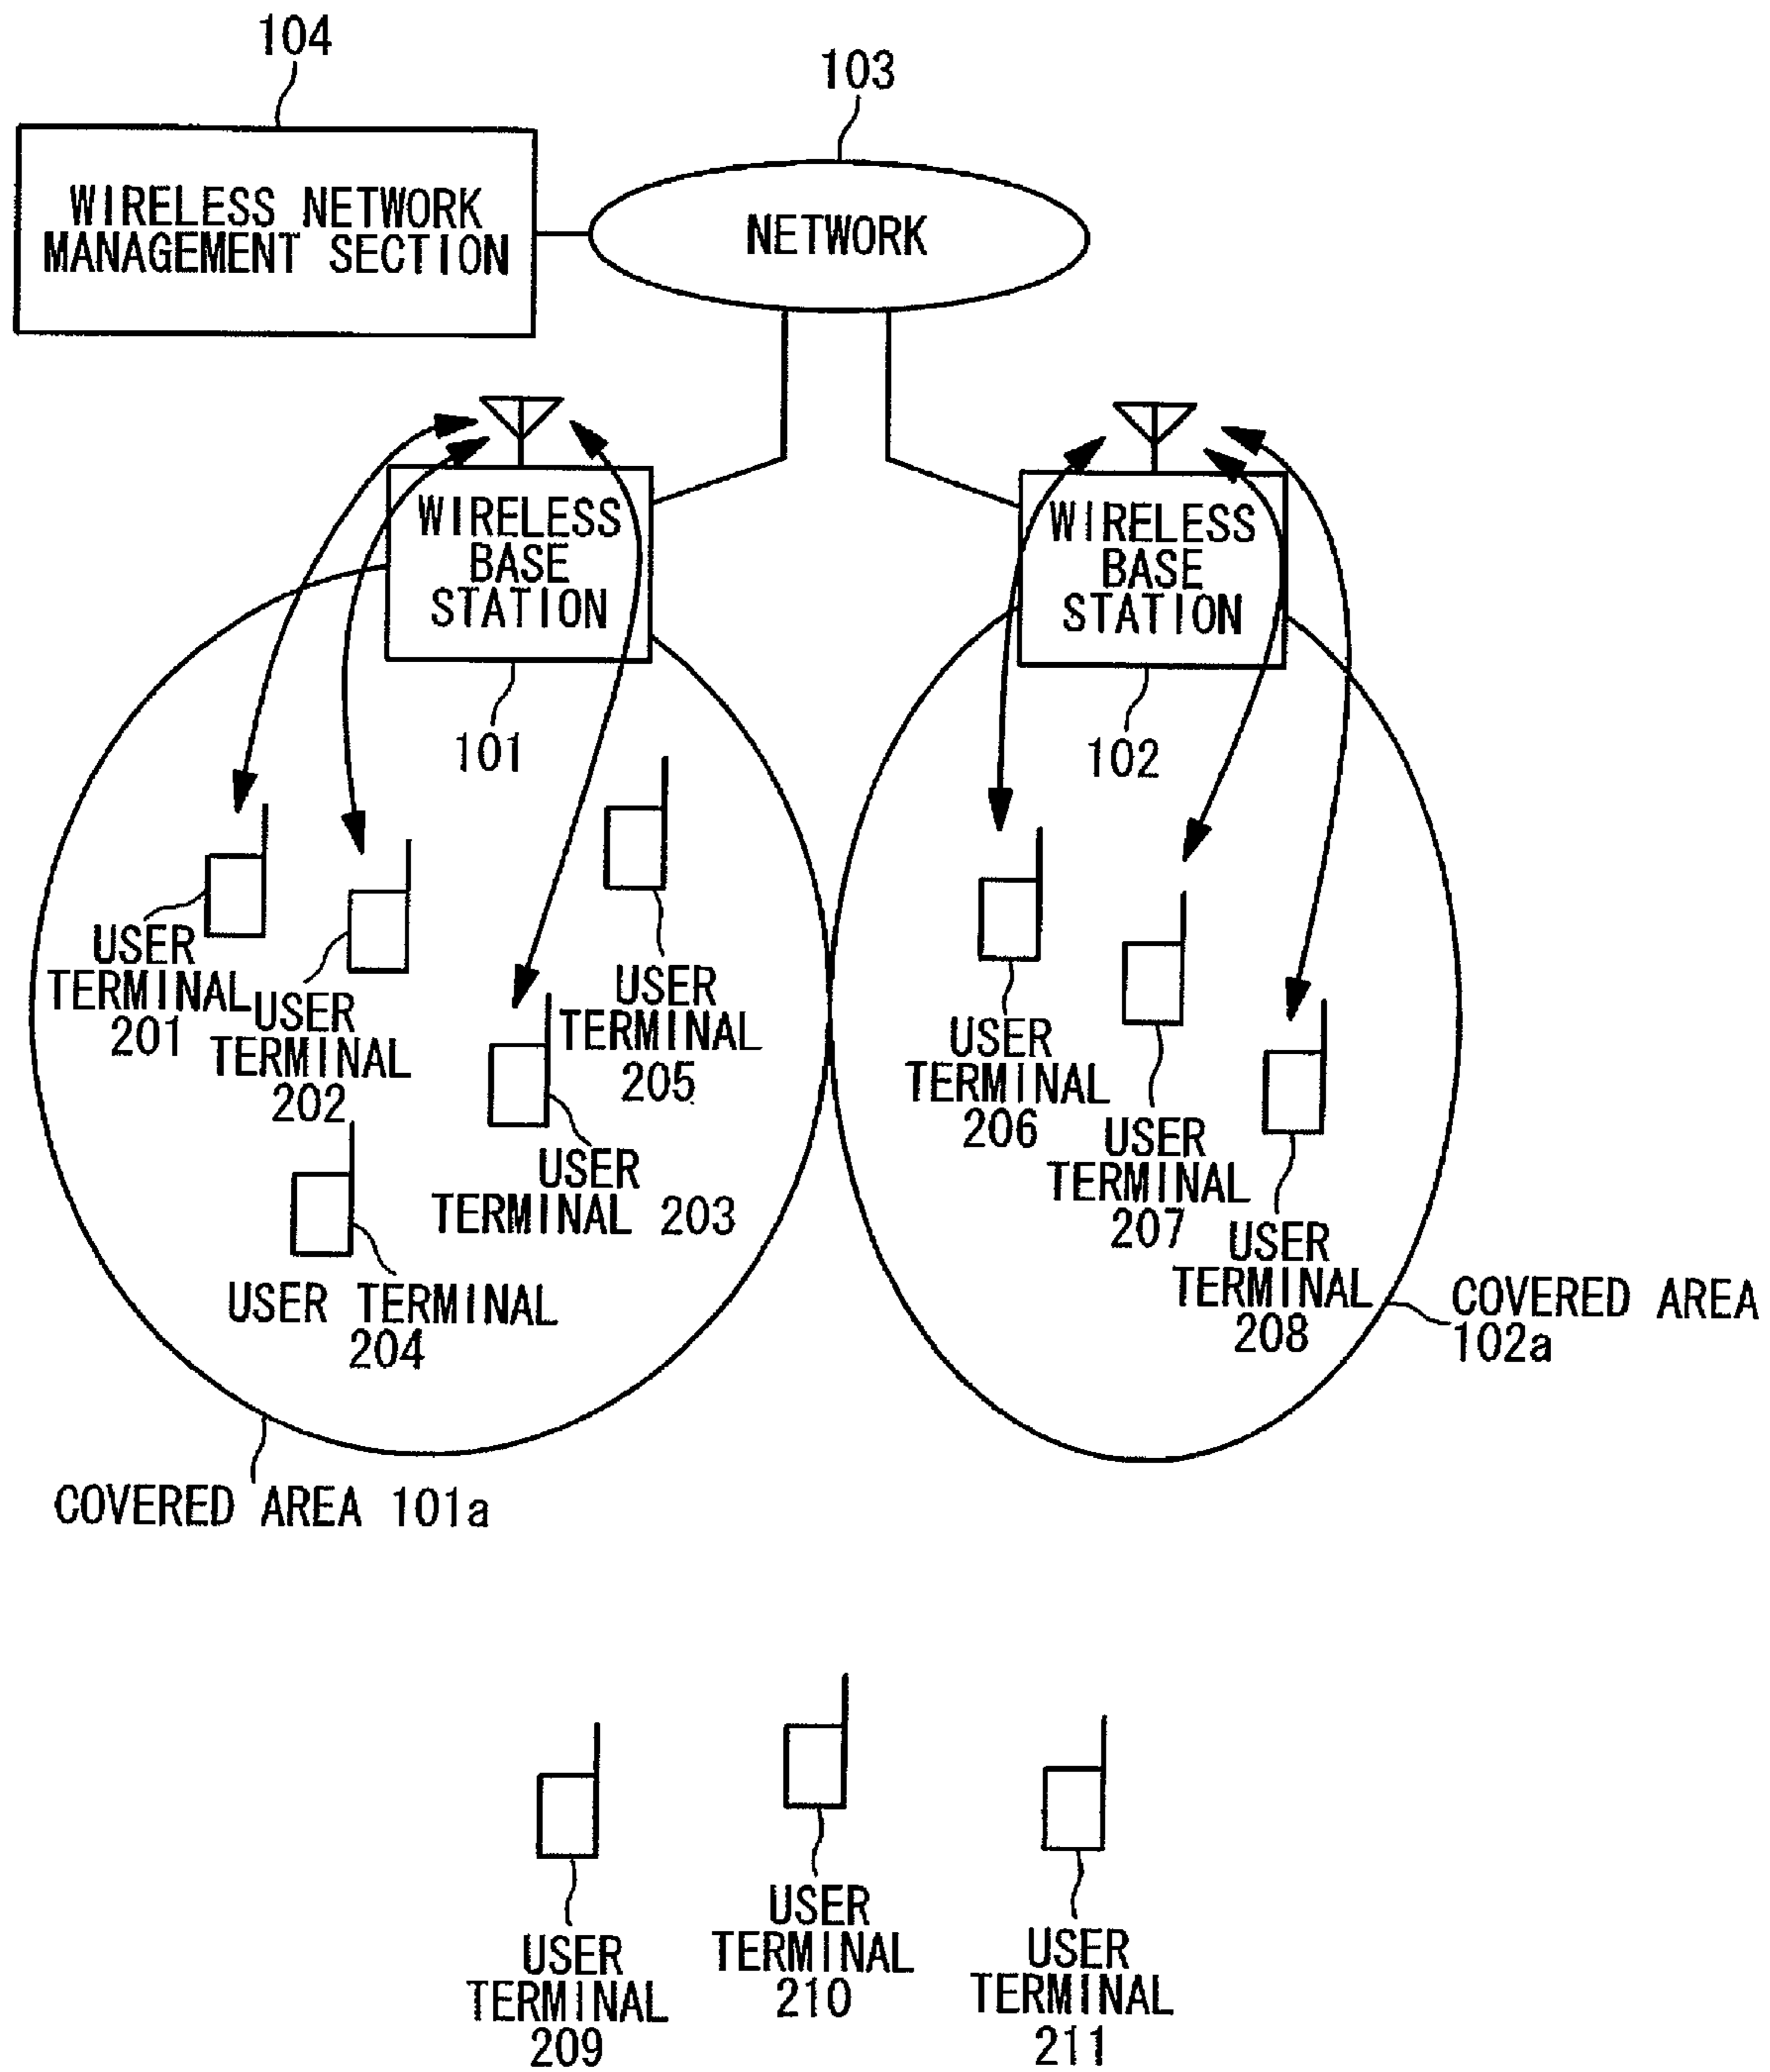 104
103
WIRELESS NETWORK
MANAGEMENT SECTION
NETWORK
WIRELESS
BASE
STATION
101
WIRELESS
BASE
STATION
102
USER
TERMINAL
201
USER
TERMINAL
202
USER
TERMINAL 203
USER TERMINAL
204
USER
TERMINAL
205
USER
TERMINAL
206
USER
TERMINAL
207
USER
TERMINAL
208
COVERED AREA
102a
COVERED AREA 101a
USER
TERMINAL
209
USER
TERMINAL
210
USER
TERMINAL
211